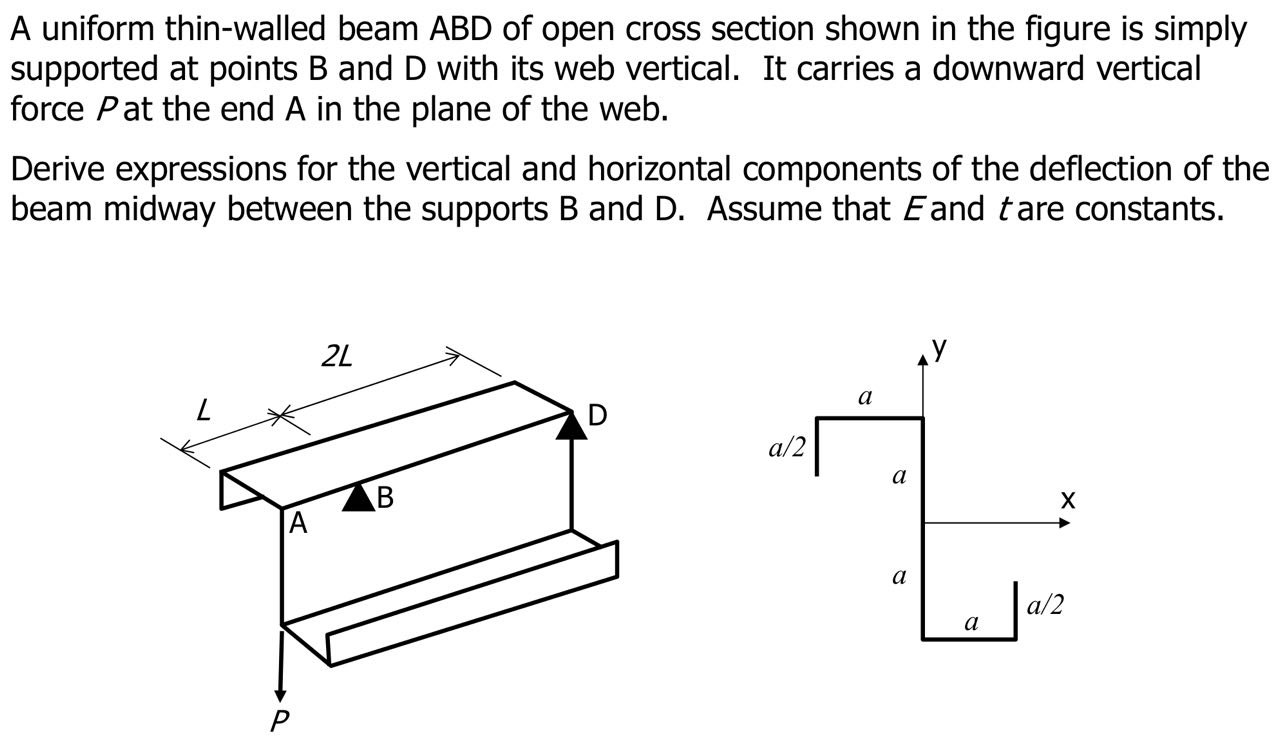 A uniform thin-walled beam ABD of open cross section shown in the figure is simply
supported at points B and D with its web vertical. It carries a downward vertical
force P at the end A in the plane of the web.
Derive expressions for the vertical and horizontal components of the deflection of the
beam midway between the supports B and D. Assume that E and t are constants.
2L
L
D
B
A
P
y
a
a/2
a
x
a
a/2
a